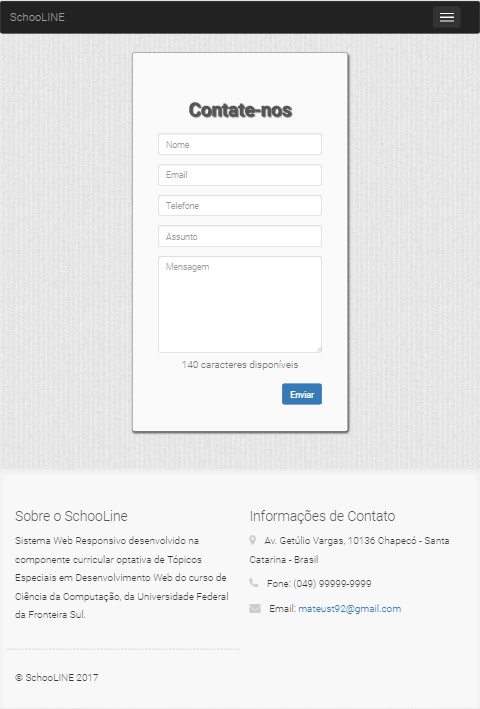 SchooLINE
Contate-nos
Nome
Email
Telefone
Assunto
Mensagem
140 caracteres disponíveis
Enviar
Sobre o SchooLine
Sistema Web Responsivo desenvolvido na
componente curricular optativa de Tópicos
Especiais em Desenvolvimento Web do curso de
Ciência da Computação, da Universidade Federal
da Fronteira Sul.
Informações de Contato
Av. Getúlio Vargas, 10136 Chapecó - Santa
Catarina - Brasil
Fone: (049) 99999-9999
Email: mateust92@gmail.com
© SchooLINE 2017